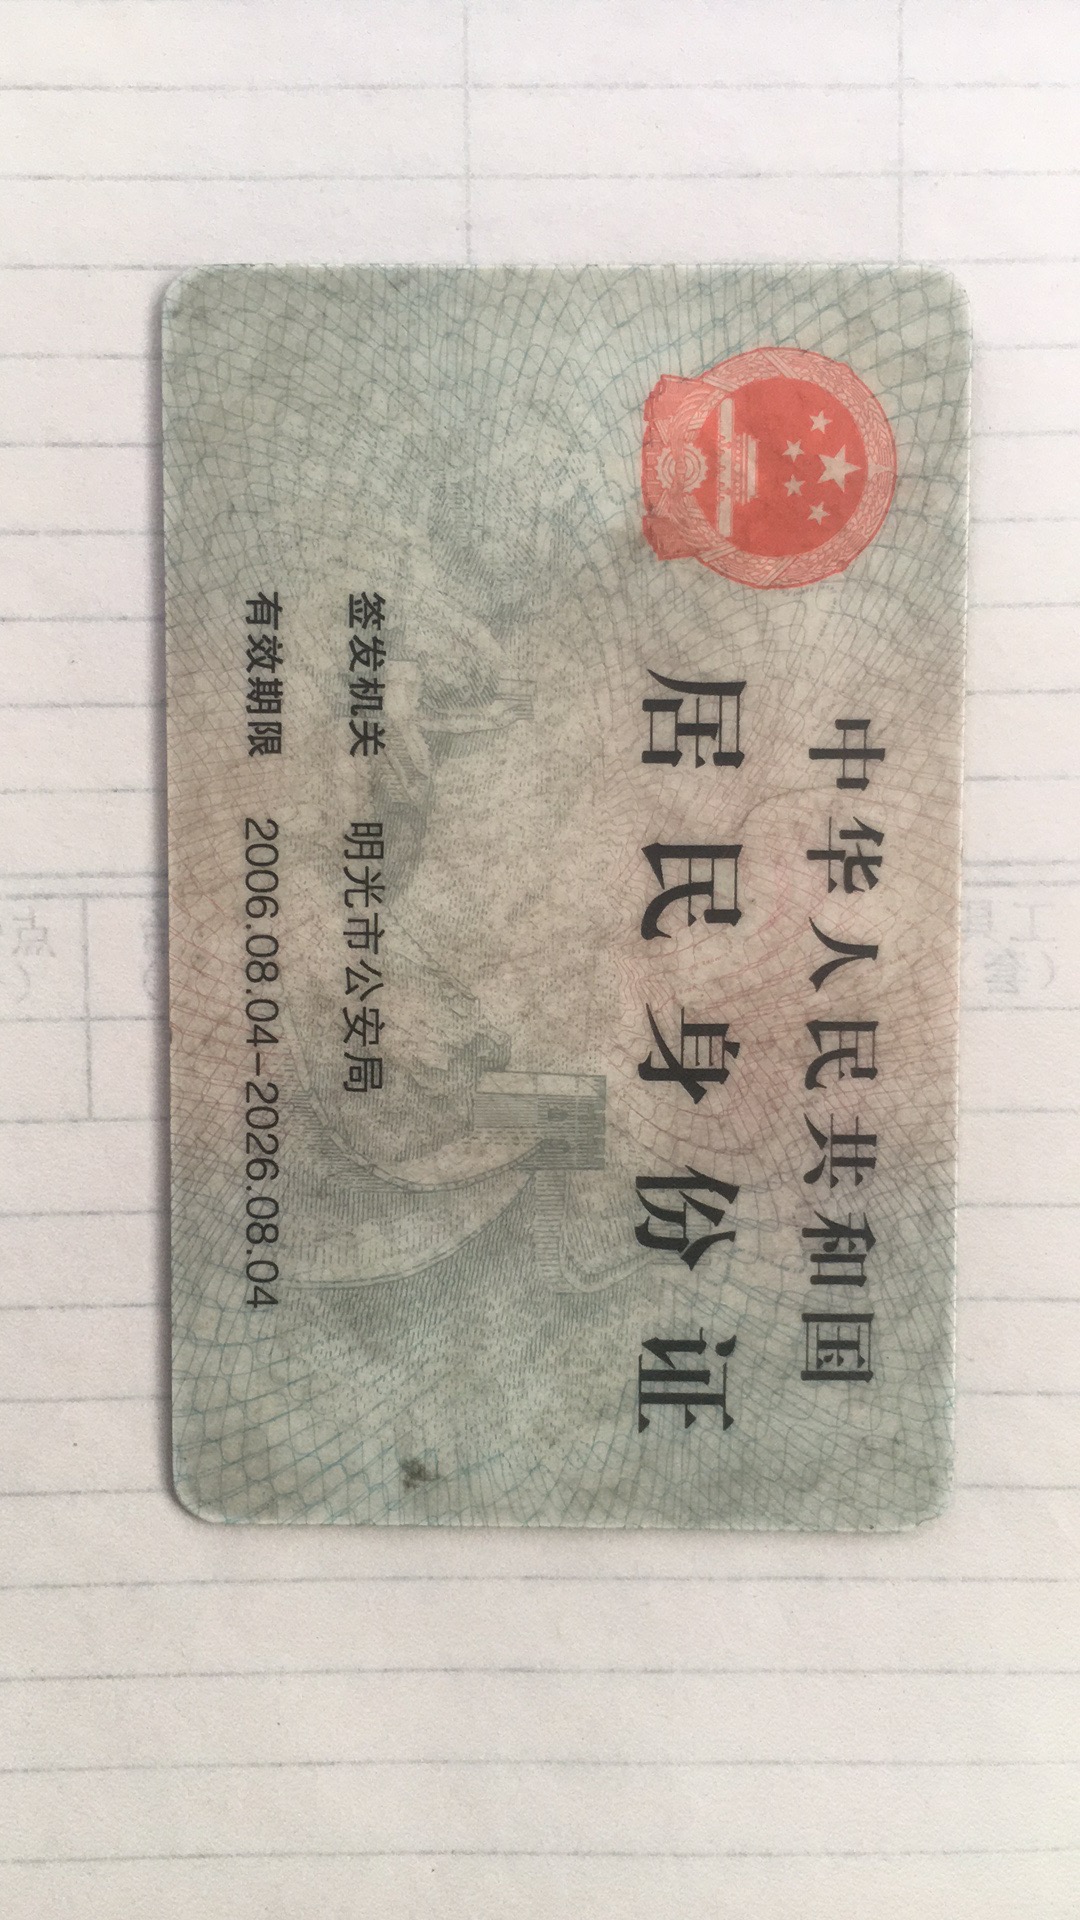 中华人民共和国
居民身份证
签发机关 明光市公安局
有效期限 2006.08.04-2026.08.04